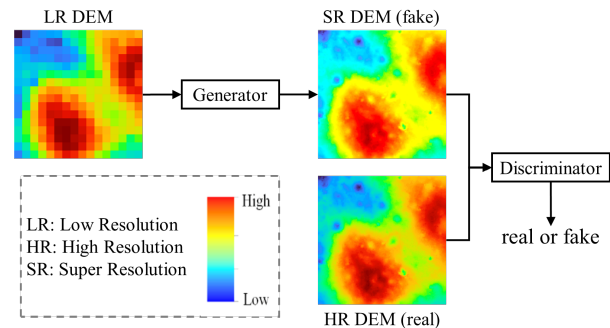 LR DEM
SR DEM (fake)
Generator
Discriminator
real or fake
High
LR: Low Resolution
HR: High Resolution
SR: Super Resolution
Low
HR DEM (real)